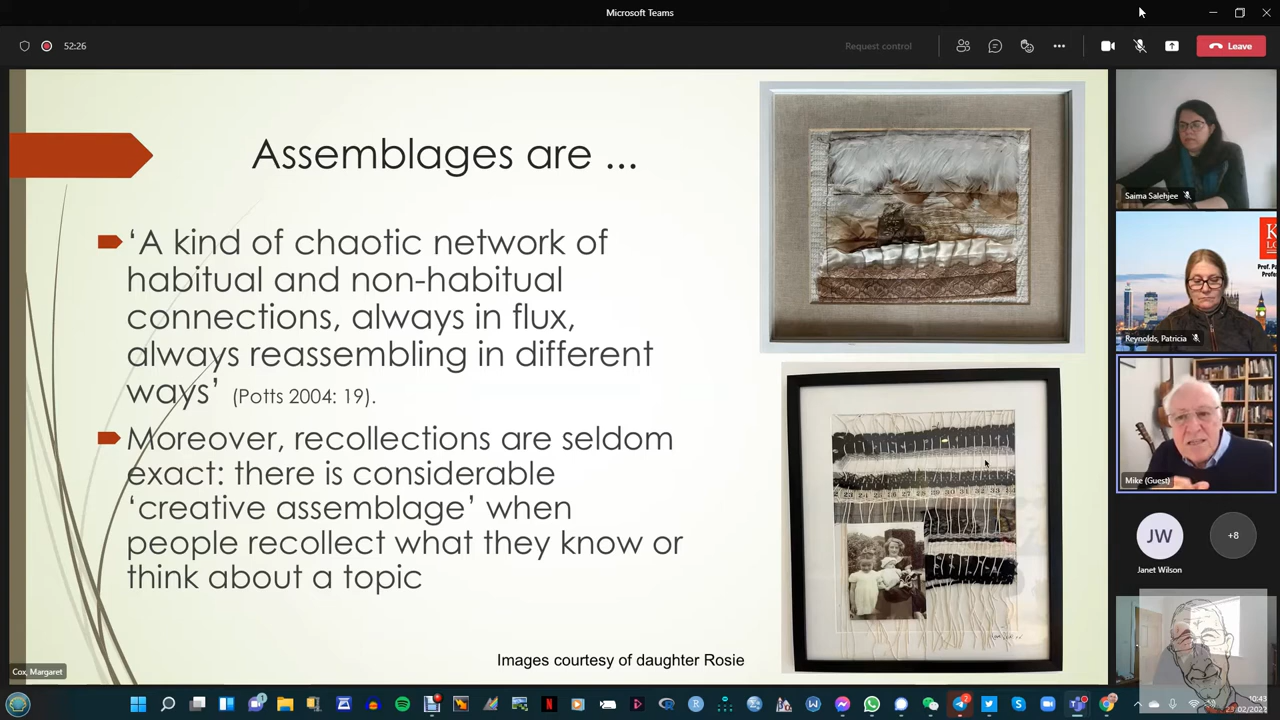 Microsoft Teams
52:26
Request control
Leave
Assemblages are ...
‘A kind of chaotic network of
habitual and non-habitual
connections, always in flux,
always reassembling in different
ways’ (Potts 2004: 19).
Moreover, recollections are seldom
exact: there is considerable
‘creative assemblage’ when
people recollect what they know or
think about a topic
Images courtesy of daughter Rosie
Cox, Margaret
Saima Salehjee
Reynolds, Patricia
Mike (Guest)
JW
+8
Janet Wilson
10:43